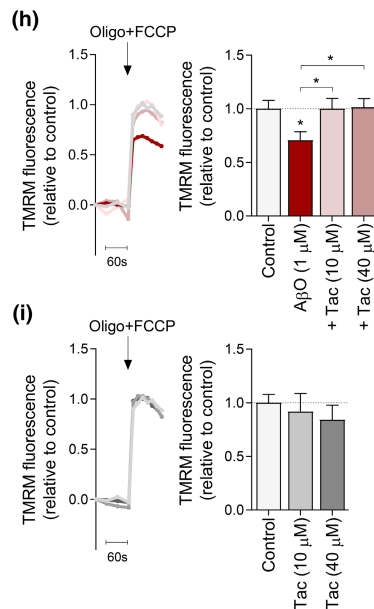 (h)
Oligo+FCCP
TMRM fluorescence
(relative to control)
1.5
1.0
0.5
0.0
60s
TMRM fluorescence
(relative to control)
1.5
1.0
0.5
0.0
*
*
*
Control
AβO (1 μM)
+ Tac (10 μM)
+ Tac (40 μM)
(i)
Oligo+FCCP
TMRM fluorescence
(relative to control)
1.5
1.0
0.5
0.0
60s
TMRM fluorescence
(relative to control)
1.5
1.0
0.5
0.0
Control
Tac (10 μM)
Tac (40 μM)